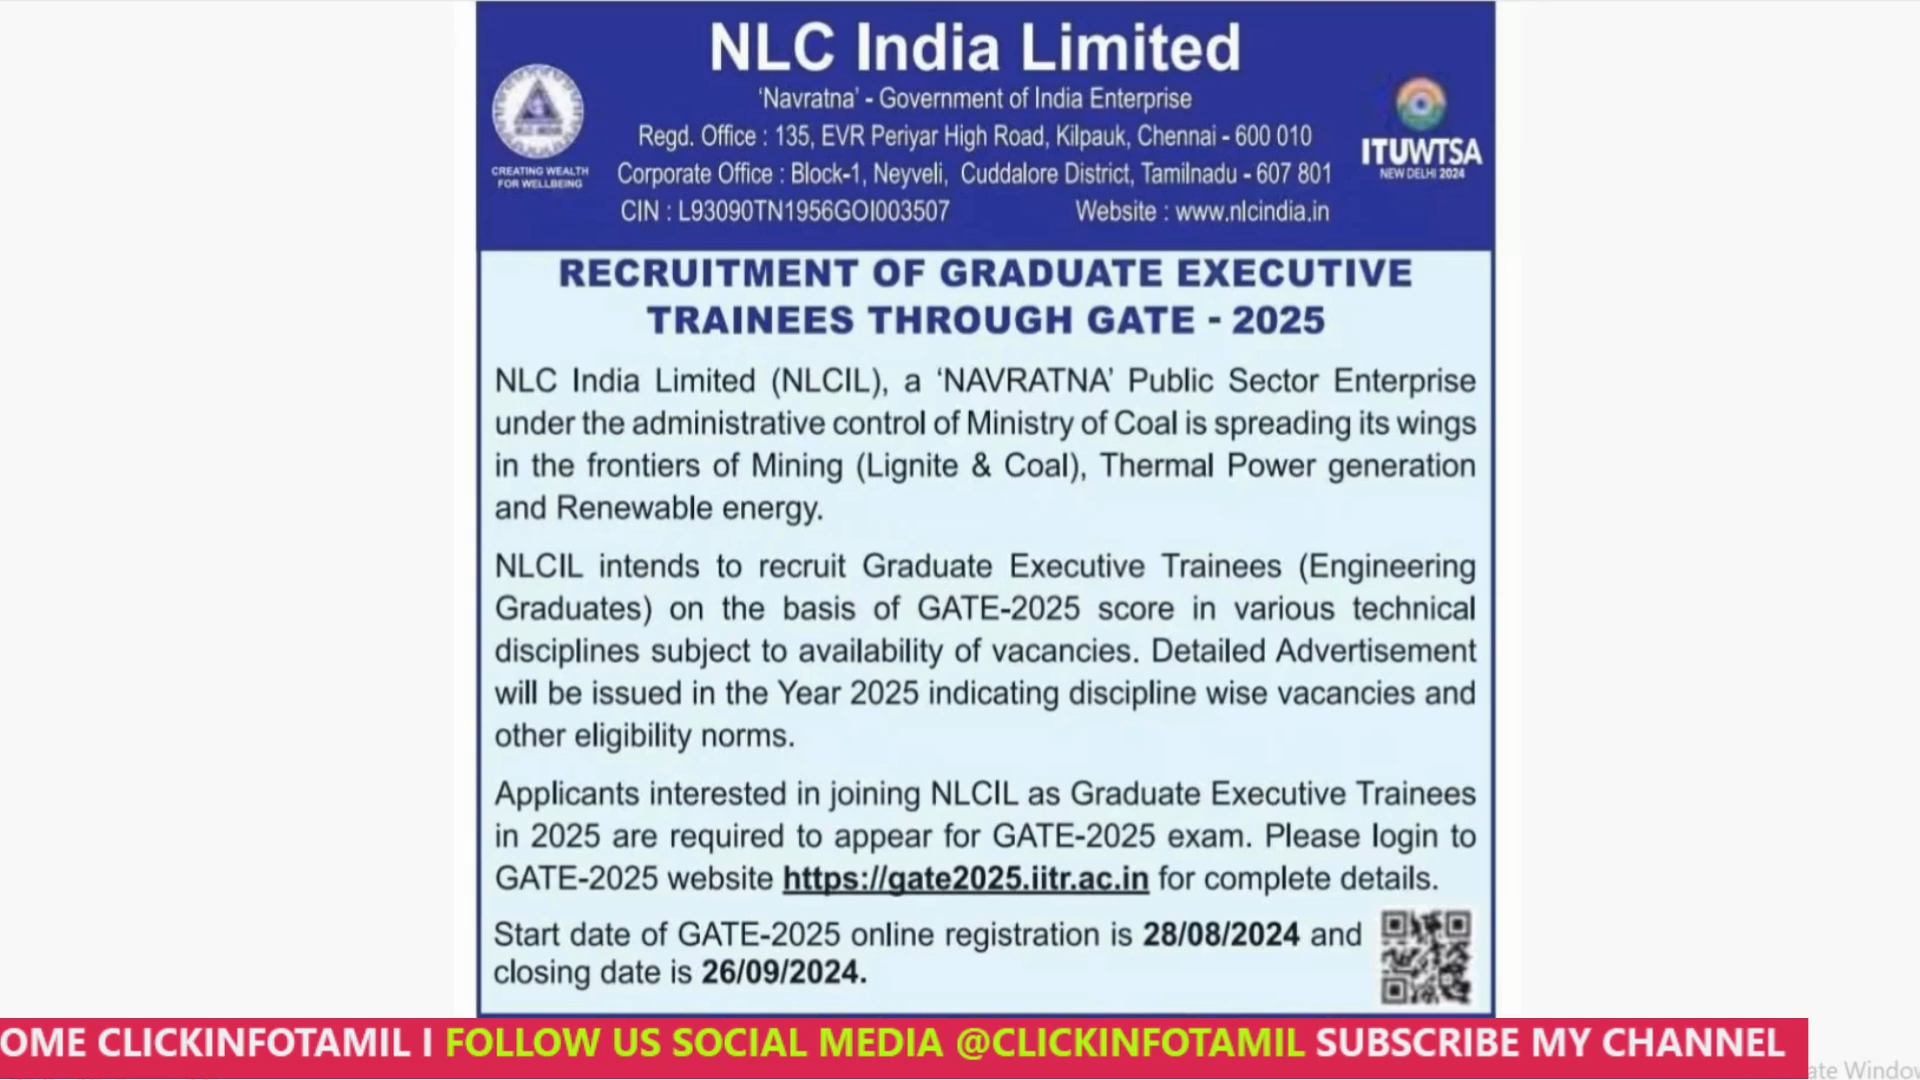 NLC India Limited
'Navratna' - Government of India Enterprise
Regd. Office : 135, EVR Periyar High Road, Kilpauk, Chennai - 600 010
Corporate Office : Block-1, Neyveli, Cuddalore District, Tamilnadu - 607 801
CIN : L93090TN1956GOI003507 Website : www.nlcindia.in
CREATING WEALTH
FOR WELLBEING
ITUWTSA
NEW DELHI 2024
RECRUITMENT OF GRADUATE EXECUTIVE
TRAINEES THROUGH GATE - 2025
NLC India Limited (NLCIL), a 'NAVRATNA' Public Sector Enterprise
under the administrative control of Ministry of Coal is spreading its wings
in the frontiers of Mining (Lignite & Coal), Thermal Power generation
and Renewable energy.
NLCIL intends to recruit Graduate Executive Trainees (Engineering
Graduates) on the basis of GATE-2025 score in various technical
disciplines subject to availability of vacancies. Detailed Advertisement
will be issued in the Year 2025 indicating discipline wise vacancies and
other eligibility norms.
Applicants interested in joining NLCIL as Graduate Executive Trainees
in 2025 are required to appear for GATE-2025 exam. Please login to
GATE-2025 website https://gate2025.iitr.ac.in for complete details.
Start date of GATE-2025 online registration is 28/08/2024 and
closing date is 26/09/2024.
OME CLICKINFOTAMIL I FOLLOW US SOCIAL MEDIA @CLICKINFOTAMIL SUBSCRIBE MY CHANNEL
ate Window